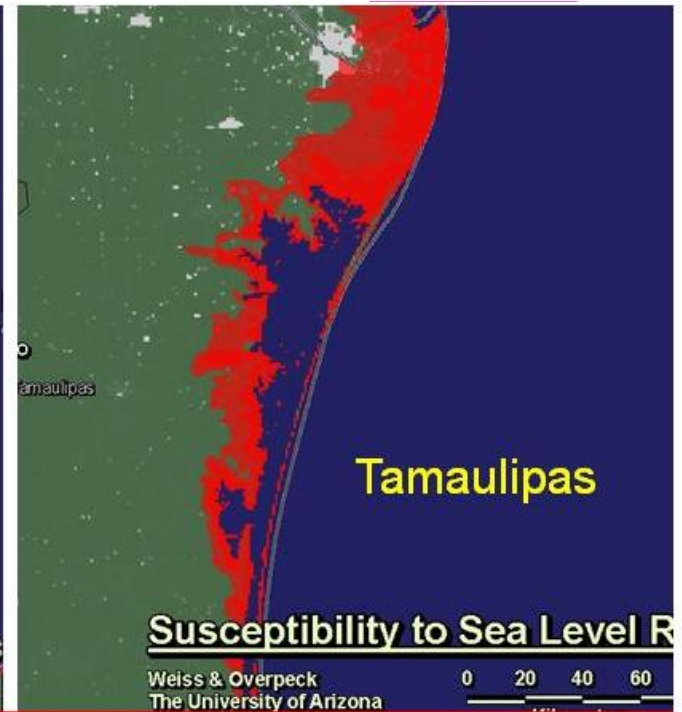 o
Tamaulipas
Tamaulipas
Susceptibility to Sea Level R
Weiss & Overpeck
The University of Arizona
0 20 40 60